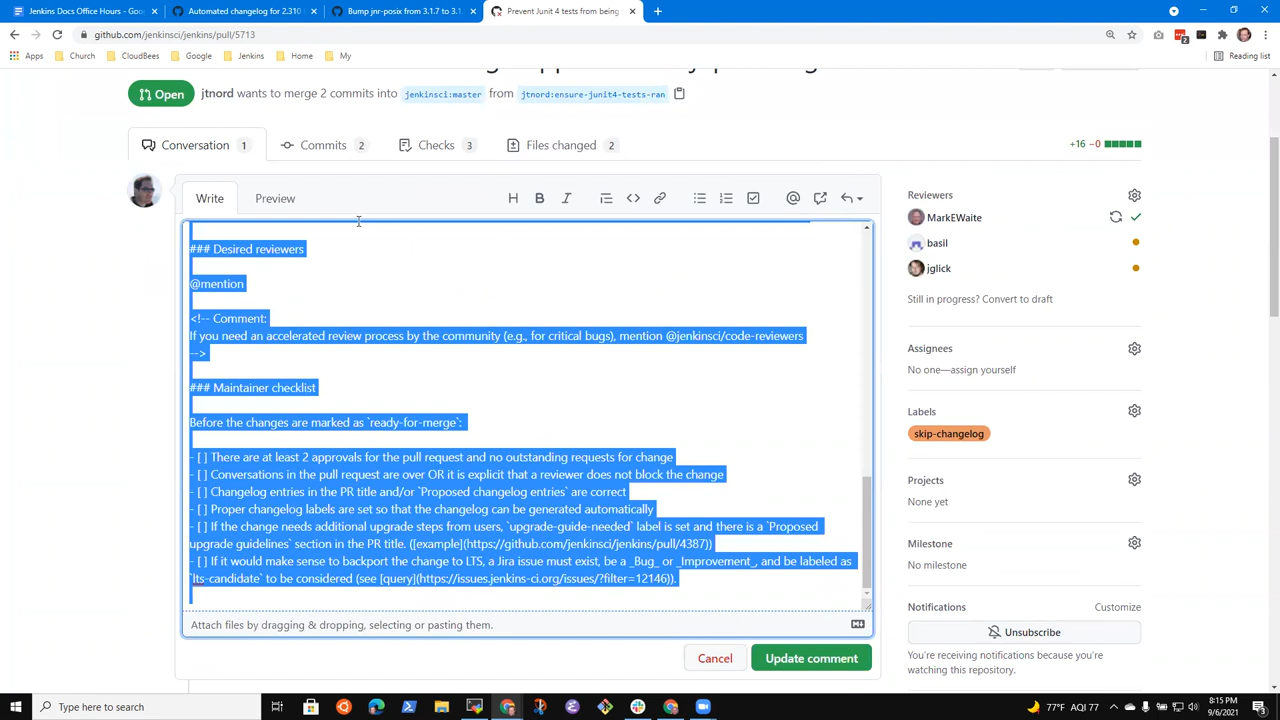 Jenkins Docs Office Hours - Goo
Automated changelog for 2.310
Bump jnr-posix from 3.1.7 to 3.1.
Prevent Junit 4 tests from being
github.com/jenkinsci/jenkins/pull/5713
2
Apps
Church
CloudBees
Google
Jenkins
Home
My
Reading list
Open
jtnord wants to merge 2 commits into jenkinsci:master from jtnord:ensure-junit4-tests-ran
Conversation 1
Commits 2
Checks 3
Files changed 2
+16 −0
Write
Preview
### Desired reviewers
@mention
<!-- Comment:
If you need an accelerated review process by the community (e.g., for critical bugs), mention @jenkinsci/code-reviewers
-->
### Maintainer checklist
Before the changes are marked as `ready-for-merge`:
- [ ] There are at least 2 approvals for the pull request and no outstanding requests for change
- [ ] Conversations in the pull request are over OR it is explicit that a reviewer does not block the change
- [ ] Changelog entries in the PR title and/or `Proposed changelog entries` are correct
- [ ] Proper changelog labels are set so that the changelog can be generated automatically
- [ ] If the change needs additional upgrade steps from users, `upgrade-guide-needed` label is set and there is a `Proposed
upgrade guidelines` section in the PR title. ([example](https://github.com/jenkinsci/jenkins/pull/4387))
- [ ] If it would make sense to backport the change to LTS, a Jira issue must exist, be a _Bug_ or _Improvement_, and be labeled as
`lts-candidate` to be considered (see [query](https://issues.jenkins-ci.org/issues/?filter=12146)).
Attach files by dragging & dropping, selecting or pasting them.
Cancel
Update comment
Reviewers
MarkEWaite
basil
jglick
Still in progress? Convert to draft
Assignees
No one—assign yourself
Labels
skip-changelog
Projects
None yet
Milestone
No milestone
Notifications
Customize
Unsubscribe
You're receiving notifications because you're
watching this repository.
Type here to search
77°F AQI 77
8:15 PM
9/6/2021
3